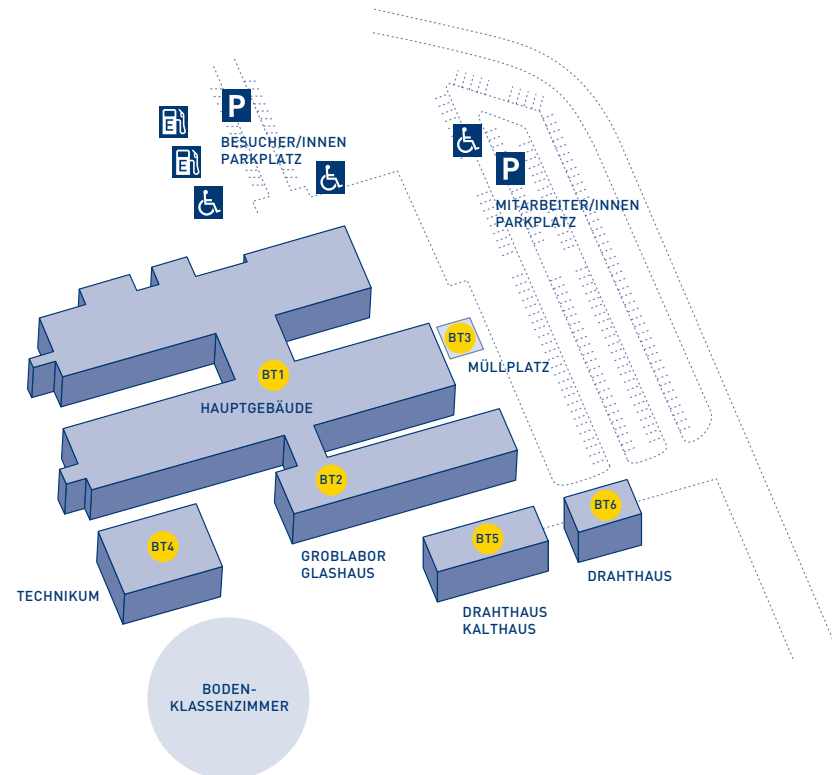 P
E
BESUCHER/INNEN
PARKPLATZ
E
P
MITARBEITER/INNEN
PARKPLATZ
BT3
MÜLLPLATZ
BT1
HAUPTGEBÄUDE
BT2
BT6
BT4
BT5
GROBLABOR
GLASHAUS
DRAHTHAUS
TECHNIKUM
DRAHTHAUS
KALTHAUS
BODEN-
KLASSENZIMMER